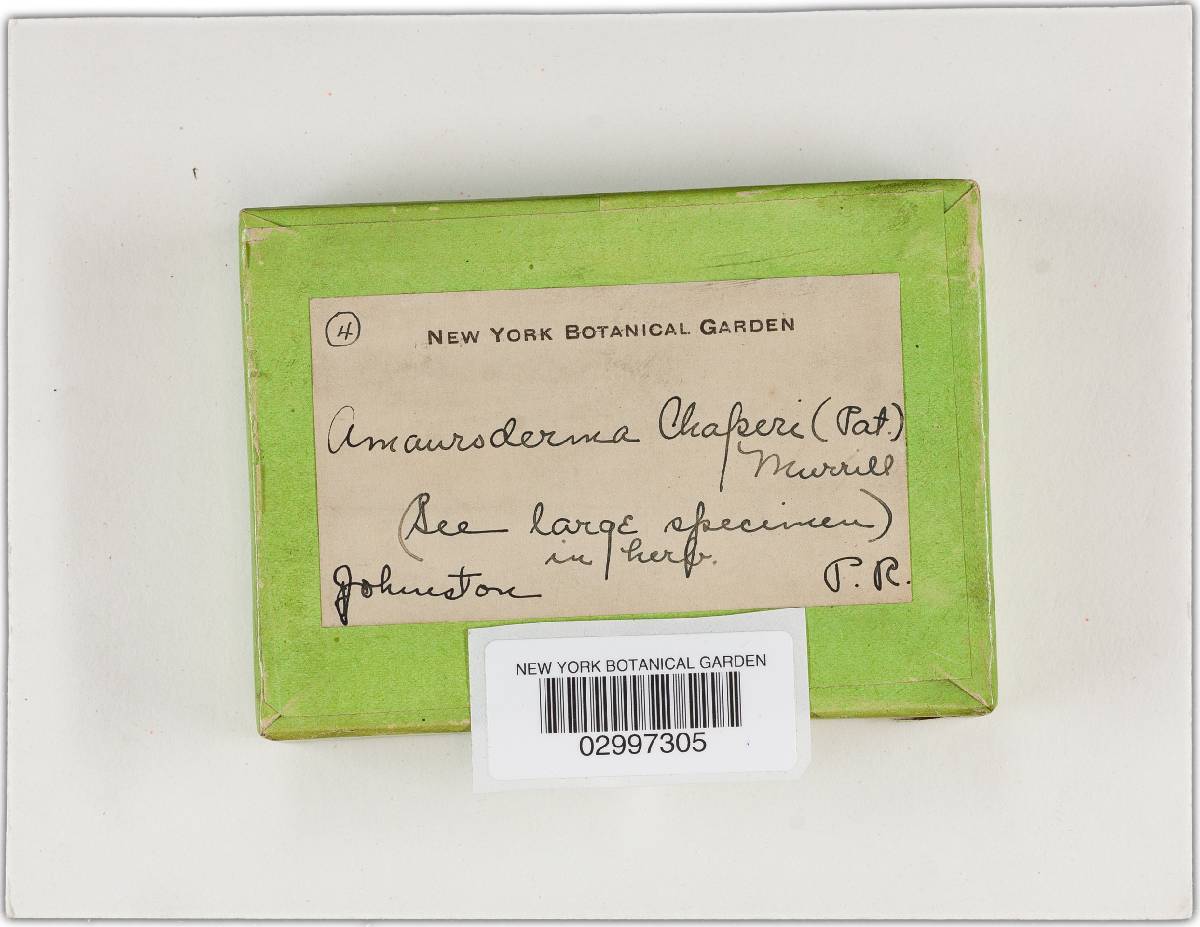 4
NEW YORK BOTANICAL GARDEN
Amauroderma Chaperi (Pat.)
Murrill
(See large specimen)
in herb.
Johnston P. R.
NEW YORK BOTANICAL GARDEN
02997305